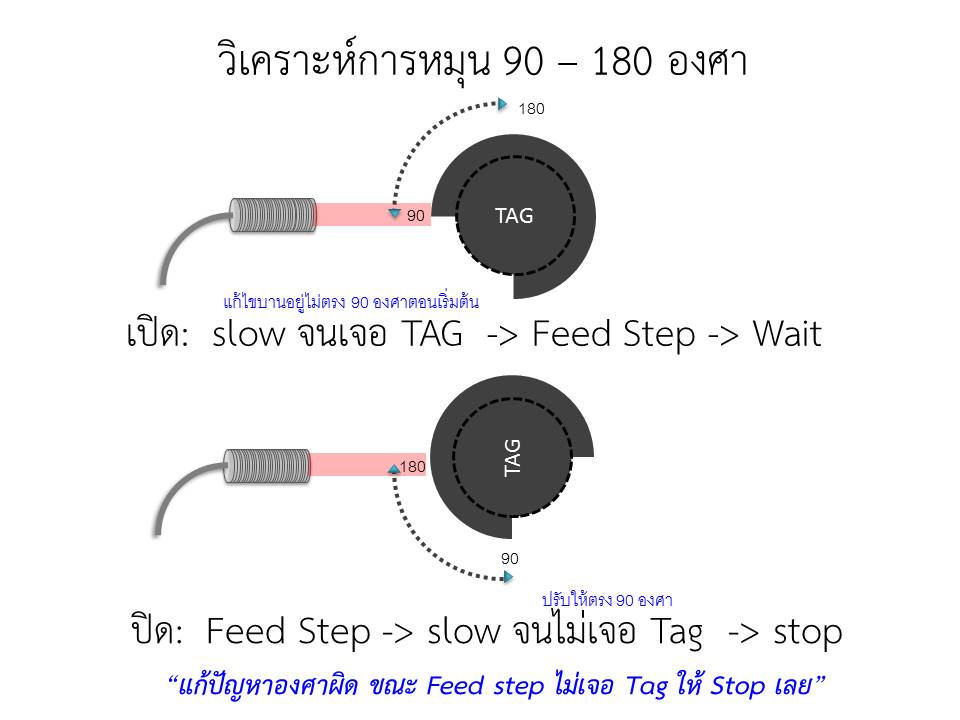 วิเคราะห์การหมุน 90 – 180 องศา
180
90
TAG
แก้ไขบานอยู่ไม่ตรง 90 องศาตอนเริ่มต้น
เปิด: slow จนเจอ TAG -> Feed Step -> Wait
180
TAG
90
ปรับให้ตรง 90 องศา
ปิด: Feed Step -> slow จนไม่เจอ Tag -> stop
“แก้ปัญหาองศาผิด ขณะ Feed step ไม่เจอ Tag ให้ Stop เลย”